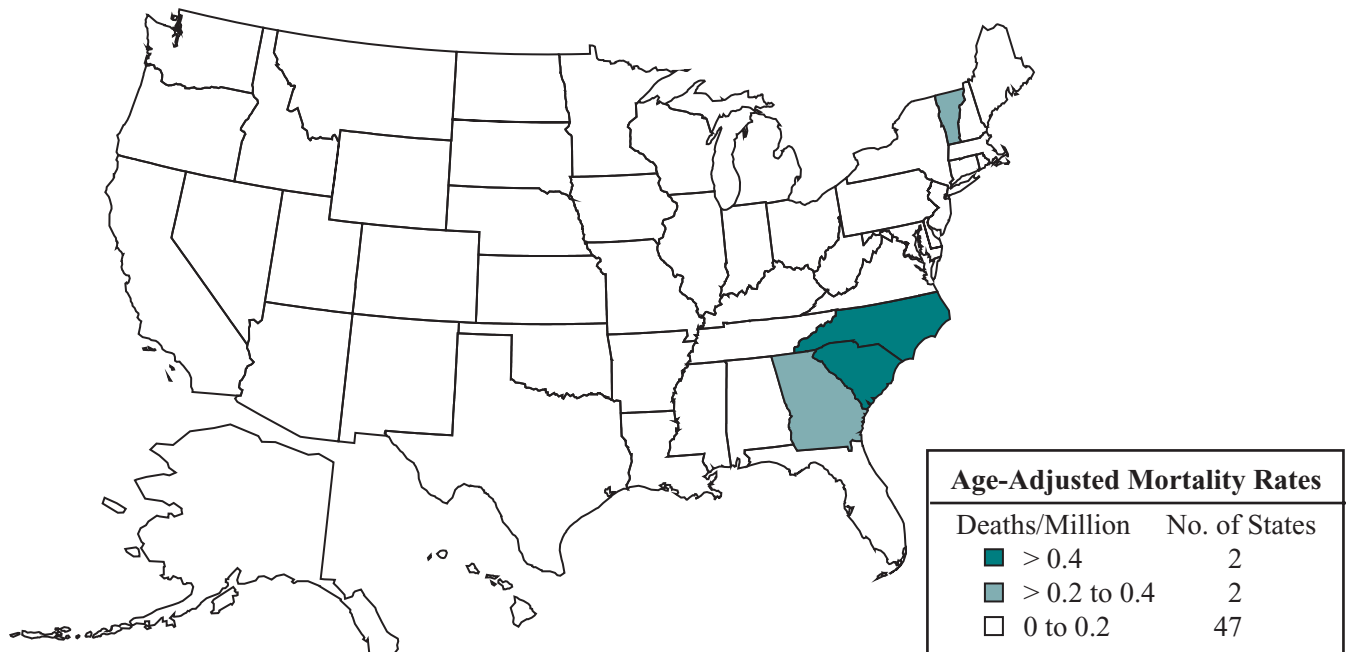 Age-Adjusted Mortality Rates
Deaths/Million No. of States
> 0.4 2
> 0.2 to 0.4 2
0 to 0.2 47